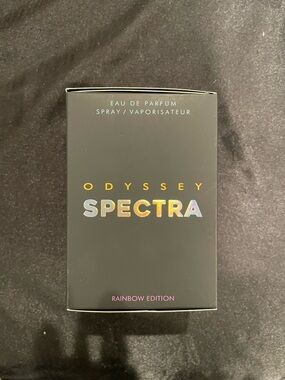 EAU DE PARFUM
SPRAY / VAPORISATEUR
ODYSSEY
SPECTRA
RAINBOW EDITION